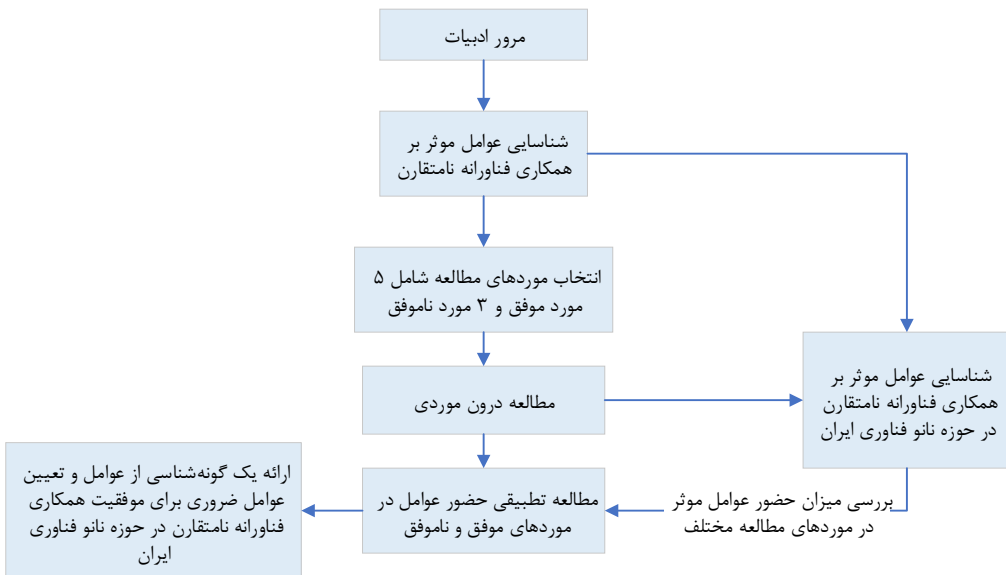 مرور ادبیات
شناسایی عوامل موثر بر
همکاری فناورانه نامتقارن
انتخاب موردهای مطالعه شامل ۵
مورد موفق و ۳ مورد ناموفق
مطالعه درون موردی
شناسایی عوامل موثر بر
همکاری فناورانه نامتقارن
در حوزه نانو فناوری ایران
بررسی میزان حضور عوامل موثر
در موردهای مطالعه مختلف
مطالعه تطبیقی حضور عوامل در
موردهای موفق و ناموفق
ارائه یک گونه‌شناسی از عوامل و تعیین
عوامل ضروری برای موفقیت همکاری
فناورانه نامتقارن در حوزه نانو فناوری
ایران